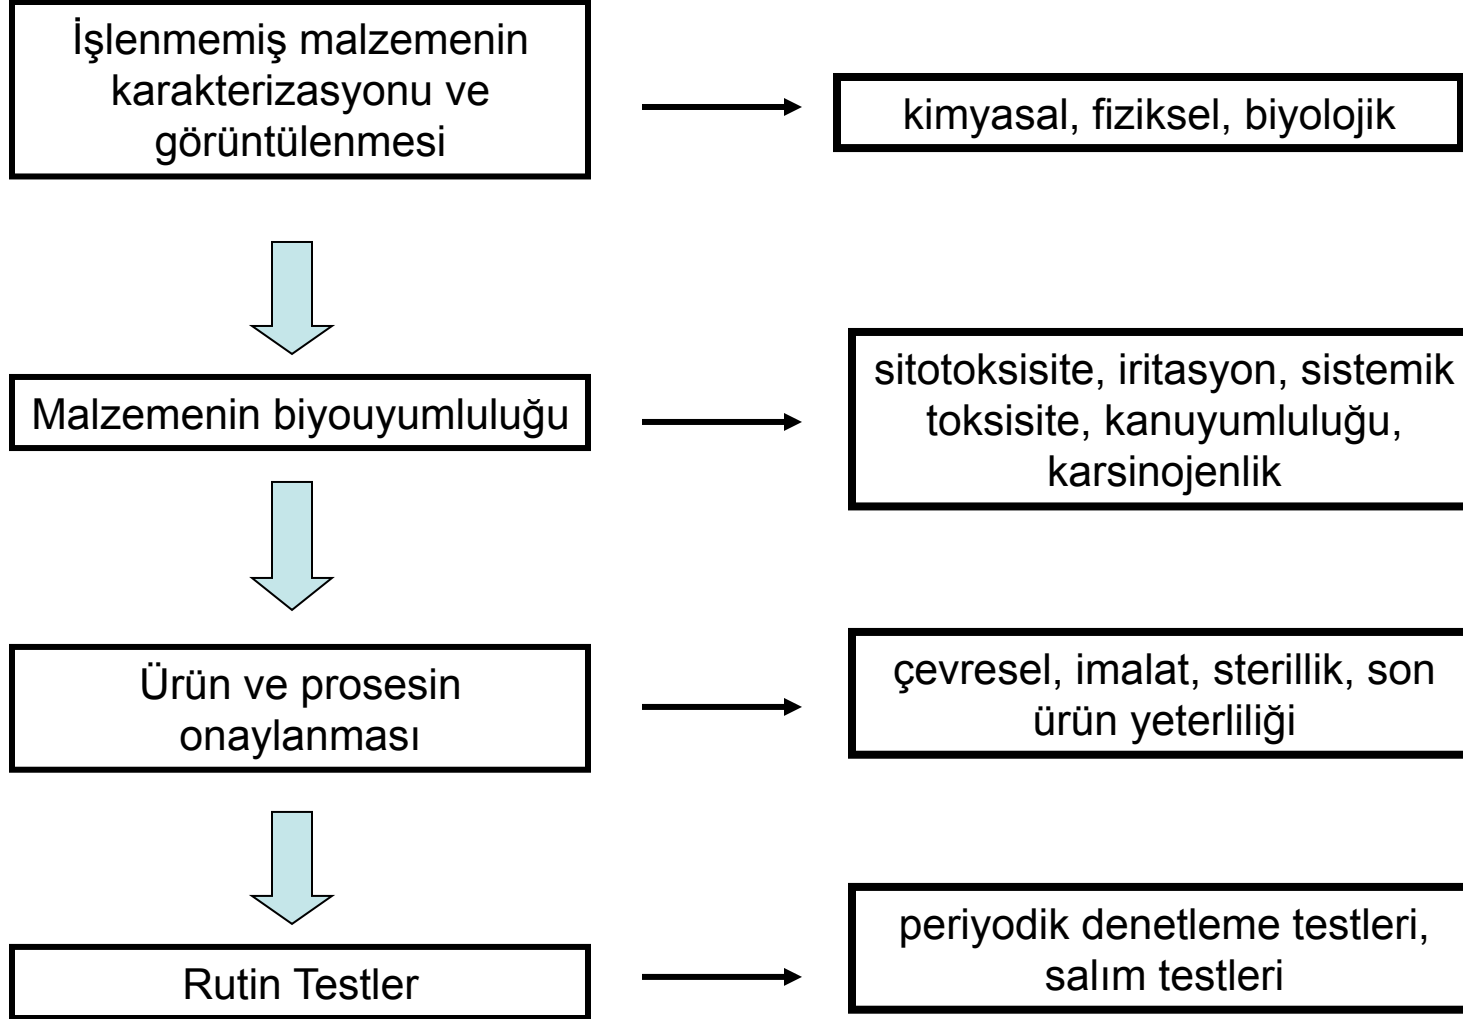 İşlenmemiş malzemenin
karakterizasyonu ve
görüntülenmesi
kimyasal, fiziksel, biyolojik
Malzemenin biyouyumluluğu
sitotoksisite, iritasyon, sistemik
toksisite, kanuyumluluğu,
karsinojenlik
Ürün ve prosesin
onaylanması
çevresel, imalat, sterillik, son
ürün yeterliliği
Rutin Testler
periyodik denetleme testleri,
salım testleri